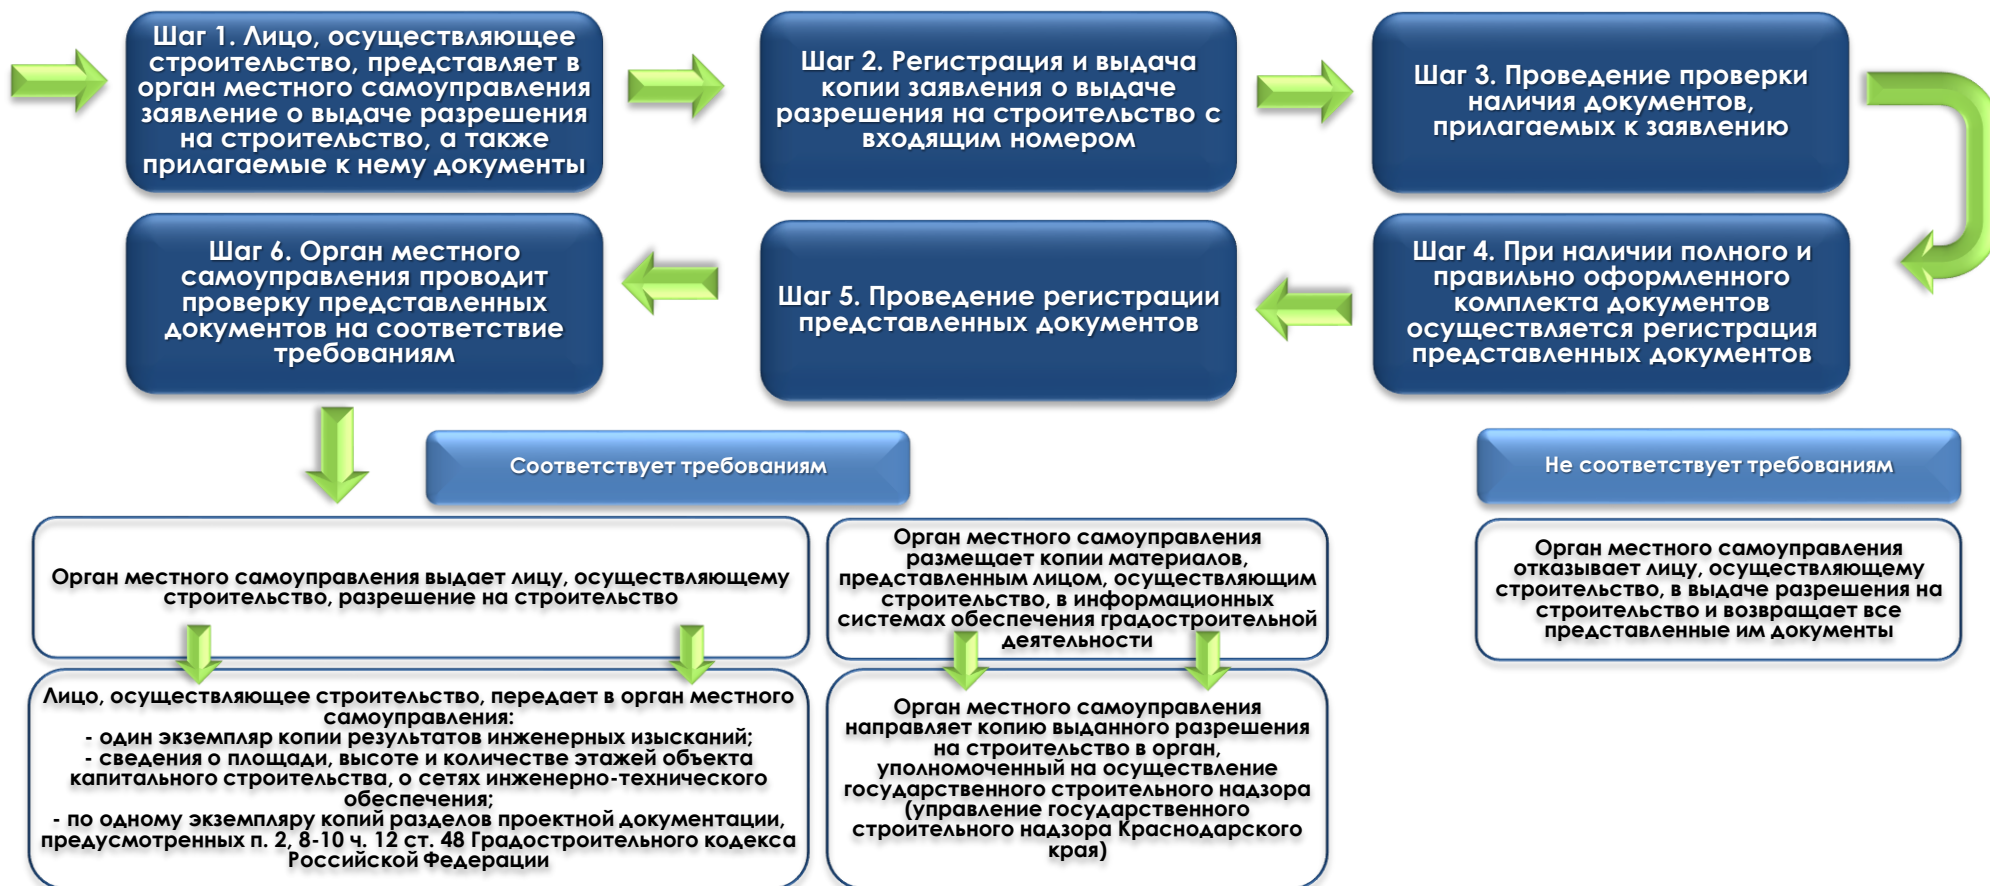 Шаг 1. Лицо, осуществляющее
строительство, представляет в
орган местного самоуправления
заявление о выдаче разрешения
на строительство, а также
прилагаемые к нему документы
Шаг 2. Регистрация и выдача
копии заявления о выдаче
разрешения на строительство с
входящим номером
Шаг 3. Проведение проверки
наличия документов,
прилагаемых к заявлению
Шаг 4. При наличии полного и
правильно оформленного
комплекта документов
осуществляется регистрация
представленных документов
Шаг 5. Проведение регистрации
представленных документов
Шаг 6. Орган местного
самоуправления проводит
проверку представленных
документов на соответствие
требованиям
Соответствует требованиям
Орган местного самоуправления выдает лицу, осуществляющему
строительство, разрешение на строительство
Лицо, осуществляющее строительство, передает в орган местного
самоуправления:
- один экземпляр копии результатов инженерных изысканий;
- сведения о площади, высоте и количестве этажей объекта
капитального строительства, о сетях инженерно-технического
обеспечения;
- по одному экземпляру копий разделов проектной документации,
предусмотренных п. 2, 8-10 ч. 12 ст. 48 Градостроительного кодекса
Российской Федерации
Орган местного самоуправления
размещает копии материалов,
представленным лицом, осуществляющим
строительство, в информационных
системах обеспечения градостроительной
деятельности
Орган местного самоуправления
направляет копию выданного разрешения
на строительство в орган,
уполномоченный на осуществление
государственного строительного надзора
(управление государственного
строительного надзора Краснодарского
края)
Не соответствует требованиям
Орган местного самоуправления
отказывает лицу, осуществляющему
строительство, в выдаче разрешения на
строительство и возвращает все
представленные им документы